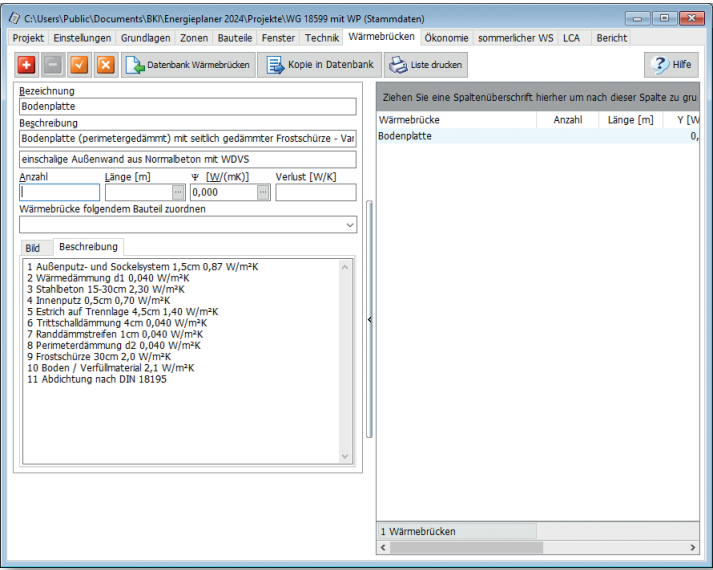 C:\Users\Public\Documents\BKI\Energieplaner 2024\Projekte\WG 18599 mit WP (Stammdaten)
Projekt Einstellungen Grundlagen Zonen Bauteile Fenster Technik Wärmebrücken Ökonomie sommerlicher WS LCA Bericht
Datenbank Wärmebrücken Kopie in Datenbank Liste drucken Hilfe
Bezeichnung
Bodenplatte
Beschreibung
Bodenplatte (perimetergedämmt) mit seitlich gedämmter Frostschürze - Var
einschalige Außenwand aus Normalbeton mit WDVS
Anzahl Länge [m] Ψ [W/(mK)] Verlust [W/K]
0,000
Wärmebrücke folgendem Bauteil zuordnen
Bild Beschreibung
1 Außenputz- und Sockelsystem 1,5cm 0,87 W/m²K
2 Wärmedämmung d1 0,040 W/m²K
3 Stahlbeton 15-30cm 2,30 W/m²K
4 Innenputz 0,5cm 0,70 W/m²K
5 Estrich auf Trennlage 4,5cm 1,40 W/m²K
6 Trittschalldämmung 4cm 0,040 W/m²K
7 Randdämmstreifen 1cm 0,040 W/m²K
8 Perimeterdämmung d2 0,040 W/m²K
9 Frostschürze 30cm 2,0 W/m²K
10 Boden / Verfüllmaterial 2,1 W/m²K
11 Abdichtung nach DIN 18195
Ziehen Sie eine Spaltenüberschrift hierher um nach dieser Spalte zu gru
Wärmebrücke Anzahl Länge [m] Y [W
Bodenplatte 0,
1 Wärmebrücken